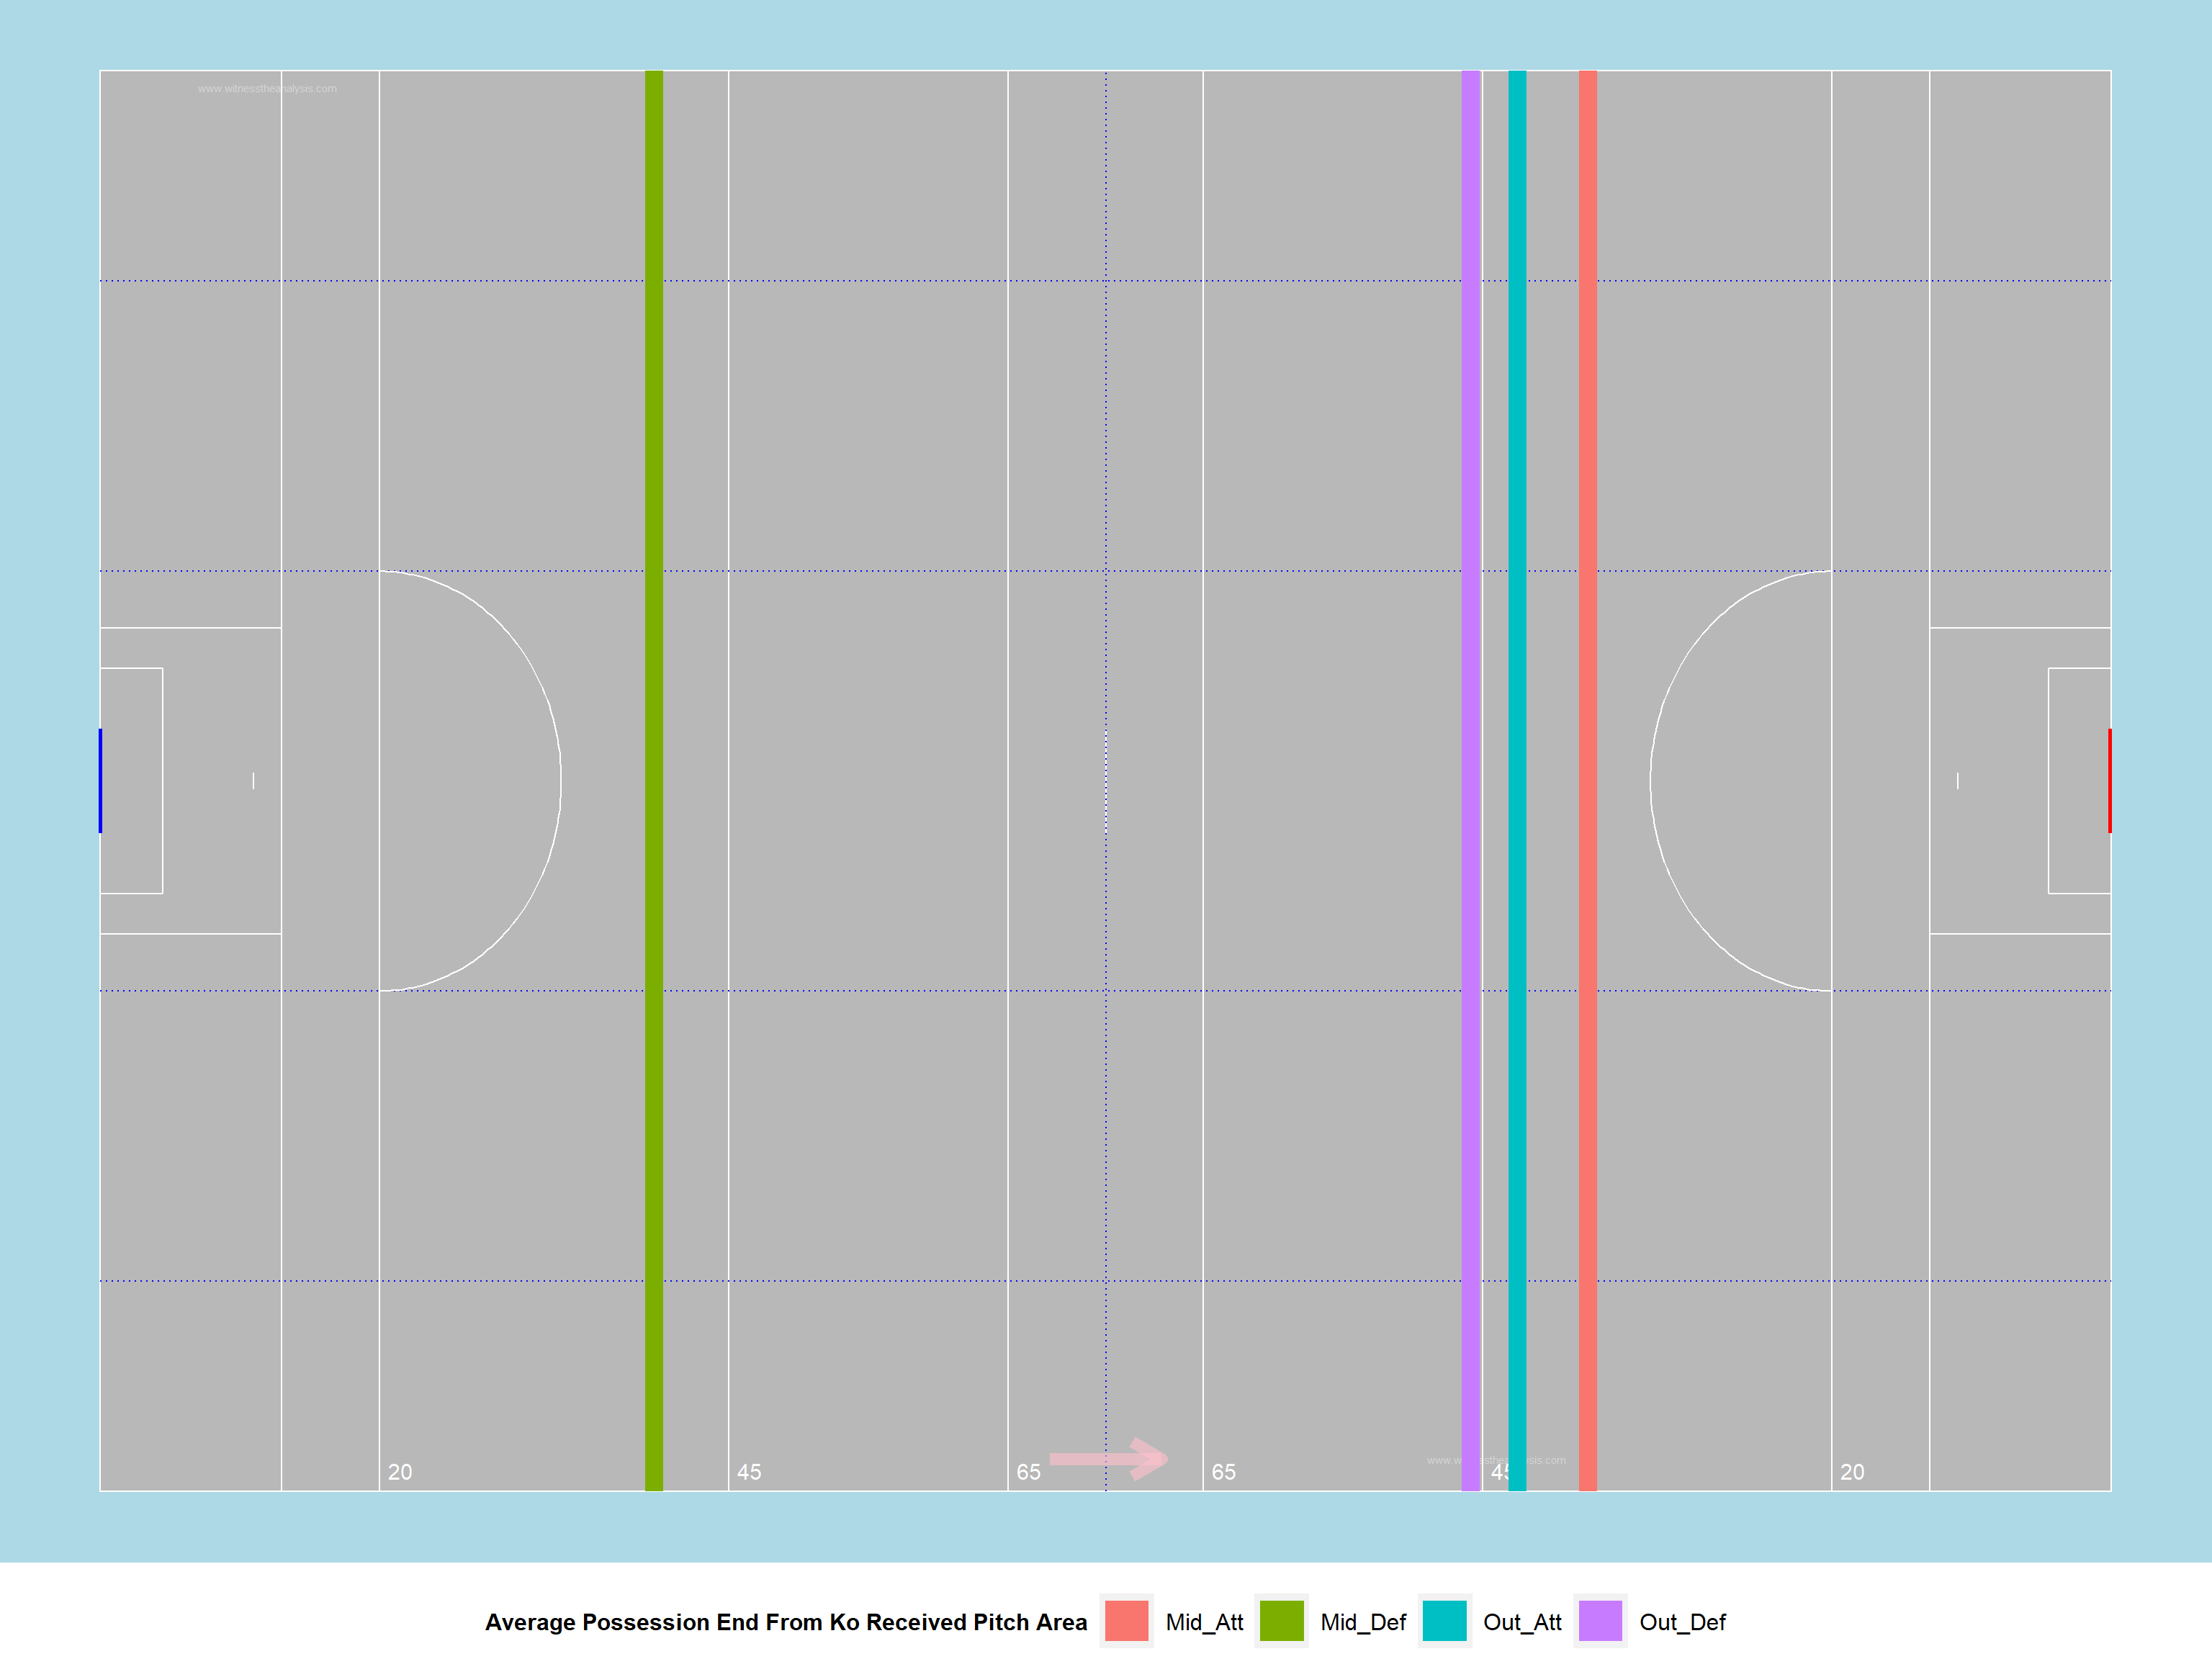 www.witnesstheanalysis.com
20
45
65
65
45
20
Average Possession End From Ko Received Pitch Area
Mid_Att
Mid_Def
Out_Att
Out_Def